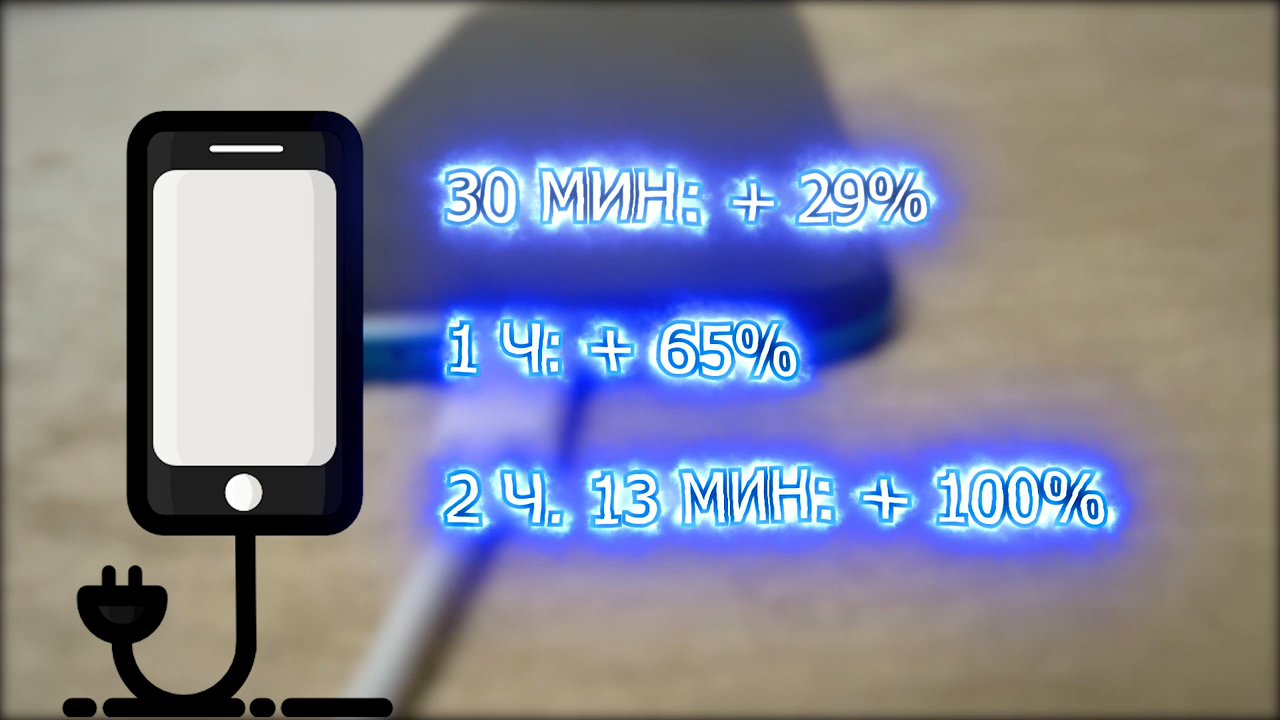 30 МИН: + 29%
1 Ч: + 65%
2 Ч. 13 МИН: + 100%